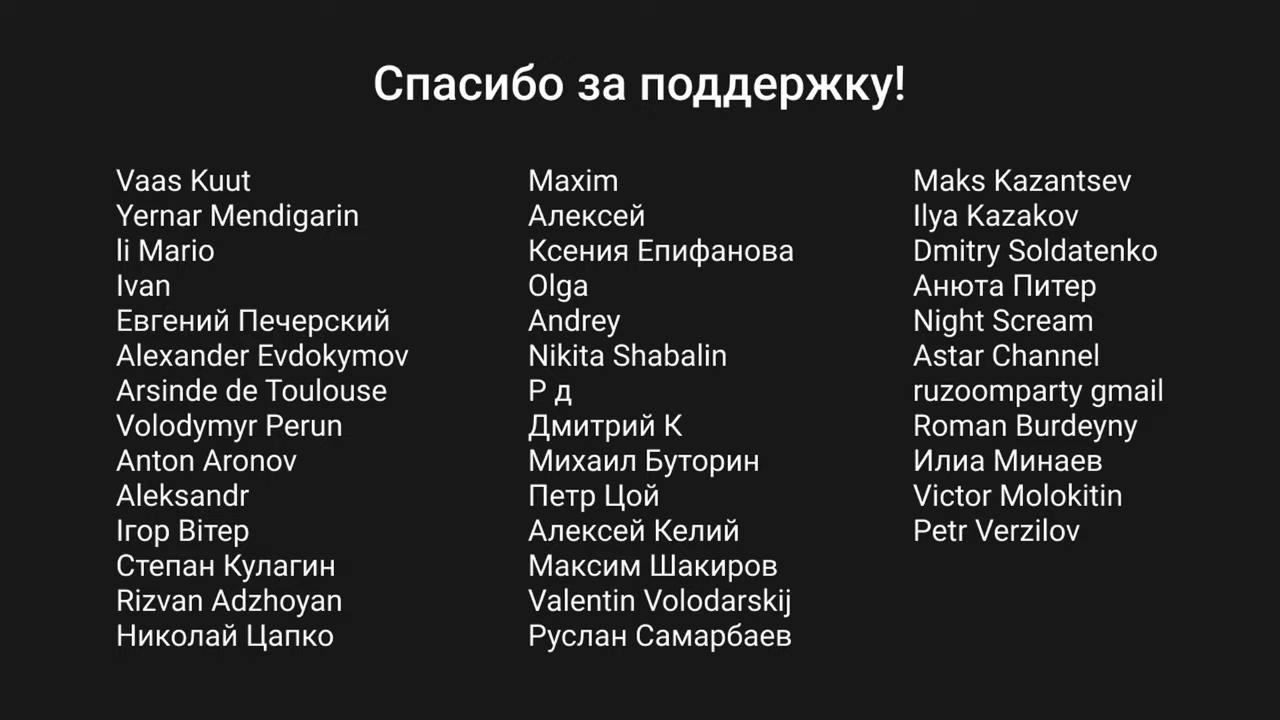 Спасибо за поддержку!
Vaas Kuut
Yernar Mendigarin
li Mario
Ivan
Евгений Печерский
Alexander Evdokymov
Arsinde de Toulouse
Volodymyr Perun
Anton Aronov
Aleksandr
Ігор Вітер
Степан Кулагин
Rizvan Adzhoyan
Николай Цапко
Maxim
Алексей
Ксения Епифанова
Olga
Andrey
Nikita Shabalin
Р д
Дмитрий К
Михаил Буторин
Петр Цой
Алексей Келий
Максим Шакиров
Valentin Volodarskij
Руслан Самарбаев
Maks Kazantsev
Ilya Kazakov
Dmitry Soldatenko
Анюта Питер
Night Scream
Astar Channel
ruzoomparty gmail
Roman Burdeyny
Илиа Минаев
Victor Molokitin
Petr Verzilov